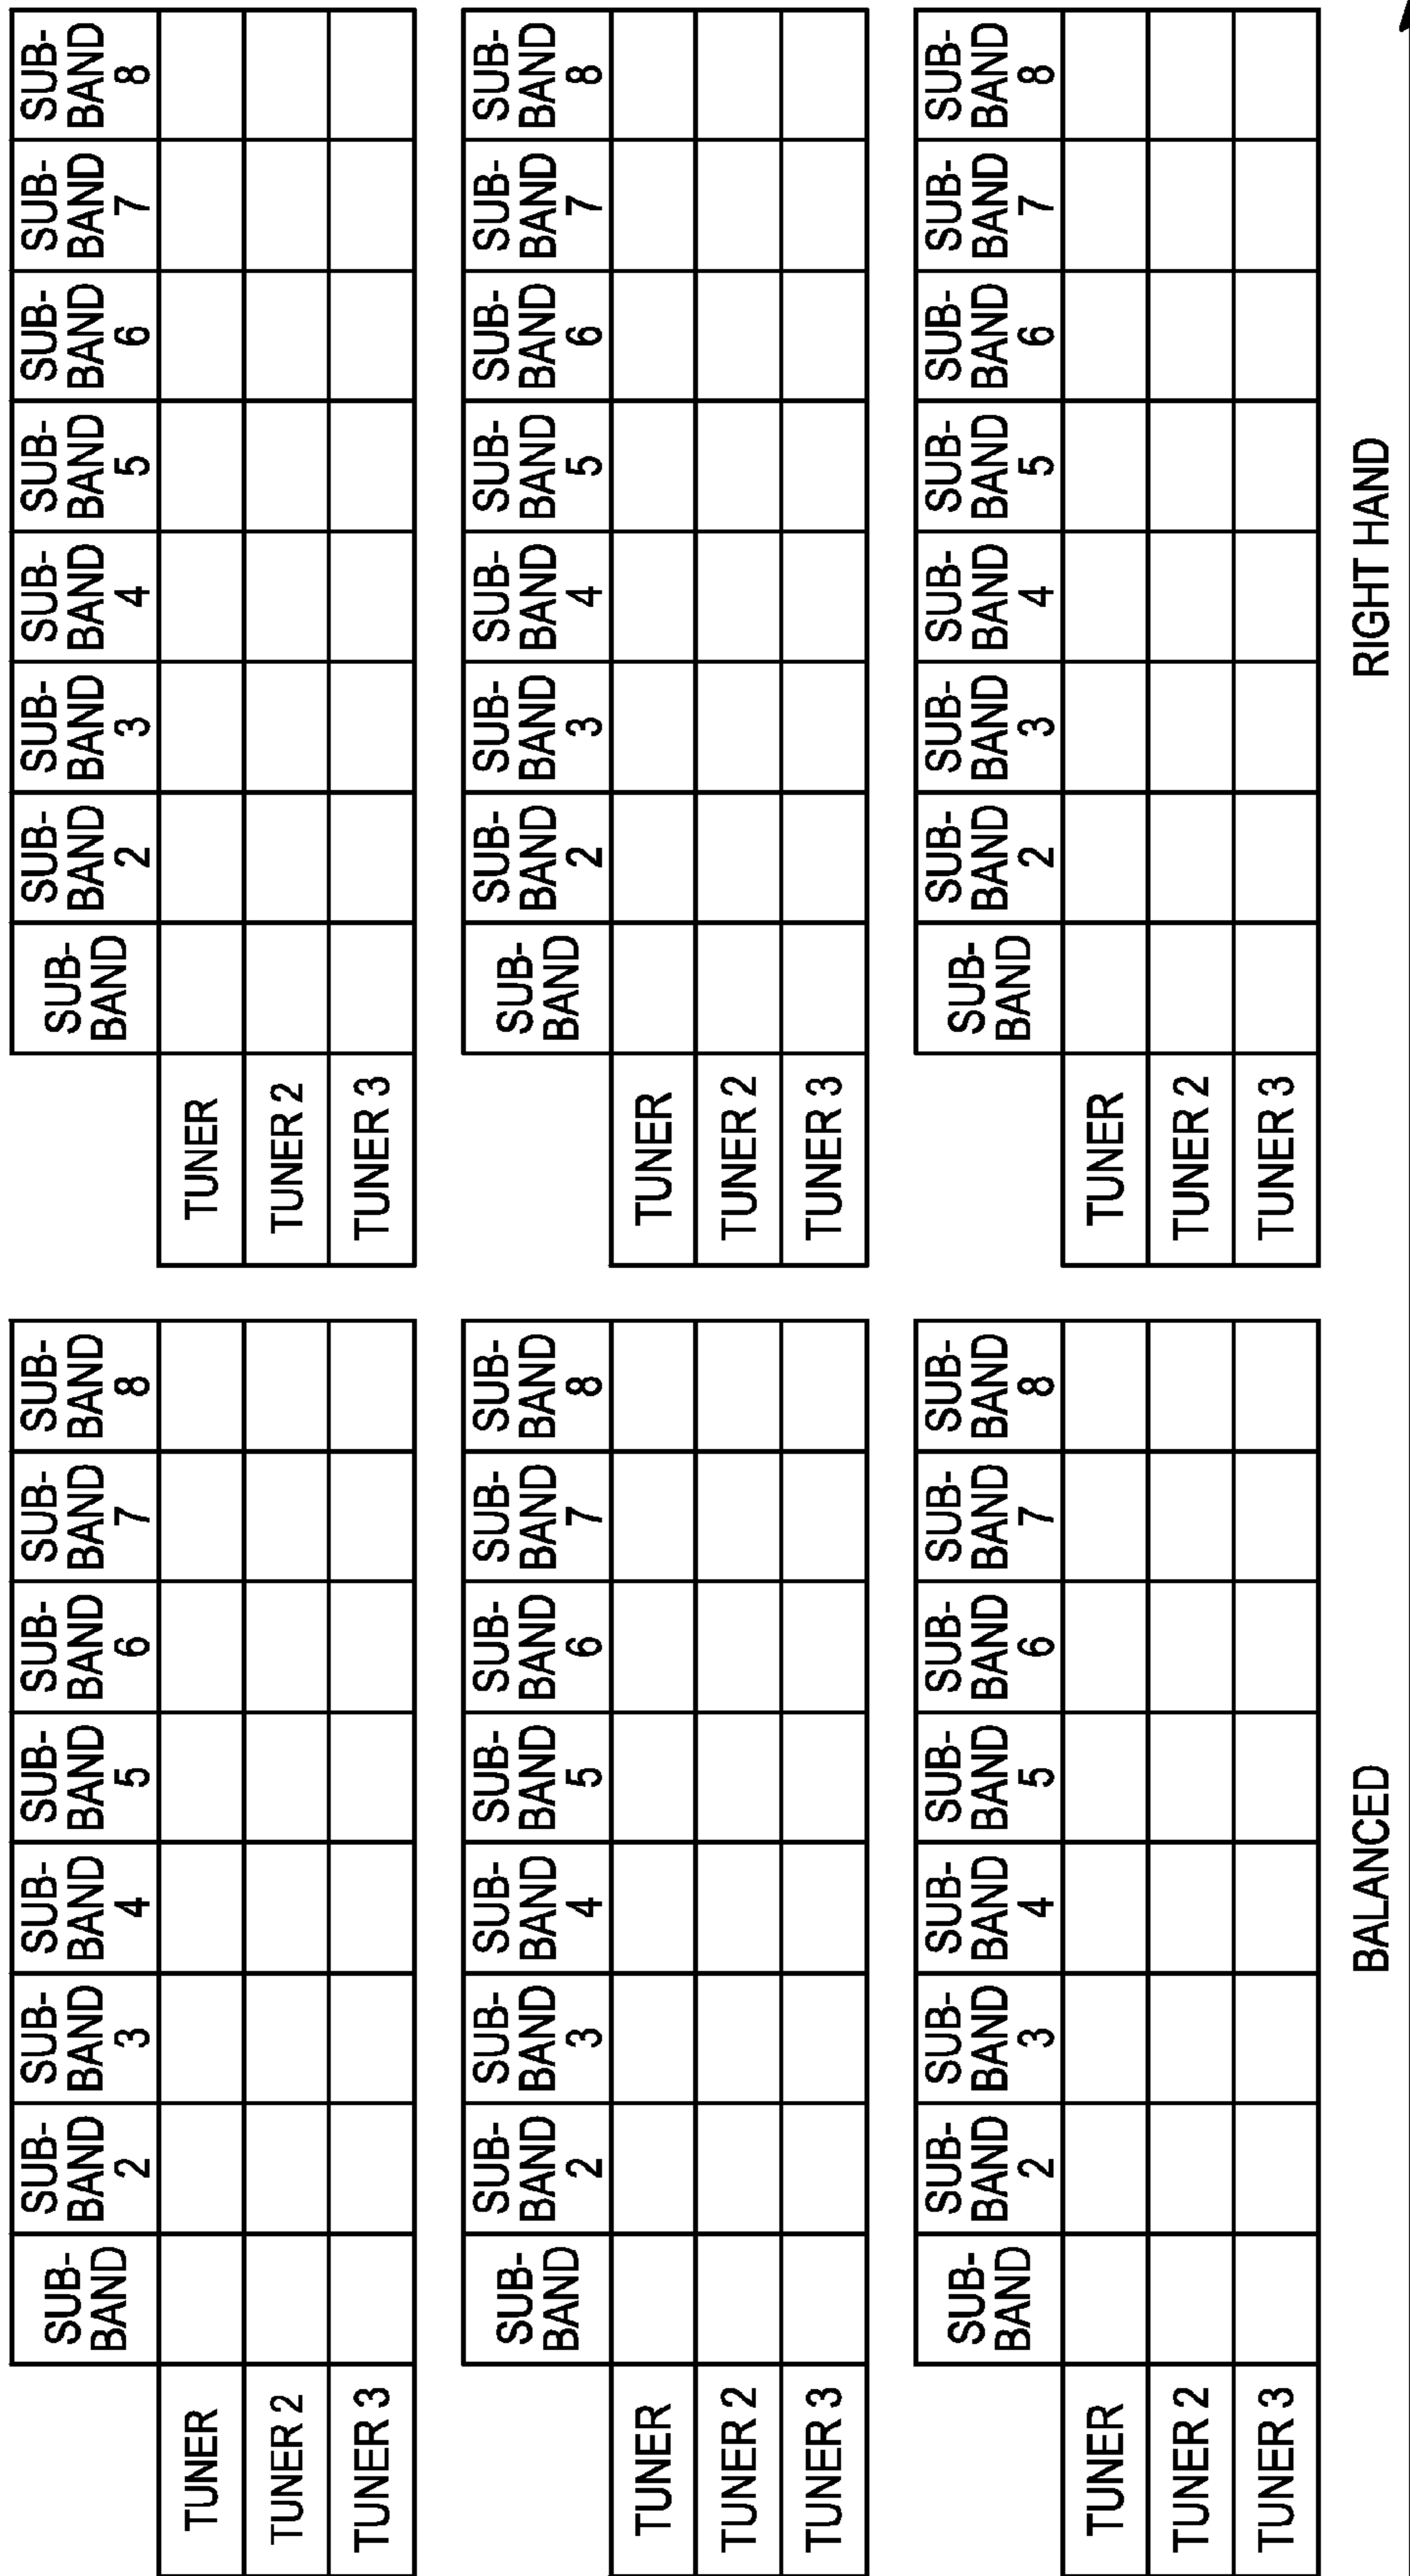 SUB-
BAND
SUB-
BAND
2
SUB-
BAND
3
SUB-
BAND
4
SUB-
BAND
5
SUB-
BAND
6
SUB-
BAND
7
SUB-
BAND
8
TUNER
TUNER 2
TUNER 3
SUB-
BAND
SUB-
BAND
2
SUB-
BAND
3
SUB-
BAND
4
SUB-
BAND
5
SUB-
BAND
6
SUB-
BAND
7
SUB-
BAND
8
TUNER
TUNER 2
TUNER 3
SUB-
BAND
SUB-
BAND
2
SUB-
BAND
3
SUB-
BAND
4
SUB-
BAND
5
SUB-
BAND
6
SUB-
BAND
7
SUB-
BAND
8
TUNER
TUNER 2
TUNER 3
SUB-
BAND
SUB-
BAND
2
SUB-
BAND
3
SUB-
BAND
4
SUB-
BAND
5
SUB-
BAND
6
SUB-
BAND
7
SUB-
BAND
8
TUNER
TUNER 2
TUNER 3
SUB-
BAND
SUB-
BAND
2
SUB-
BAND
3
SUB-
BAND
4
SUB-
BAND
5
SUB-
BAND
6
SUB-
BAND
7
SUB-
BAND
8
TUNER
TUNER 2
TUNER 3
SUB-
BAND
SUB-
BAND
2
SUB-
BAND
3
SUB-
BAND
4
SUB-
BAND
5
SUB-
BAND
6
SUB-
BAND
7
SUB-
BAND
8
TUNER
TUNER 2
TUNER 3
BALANCED
RIGHT HAND